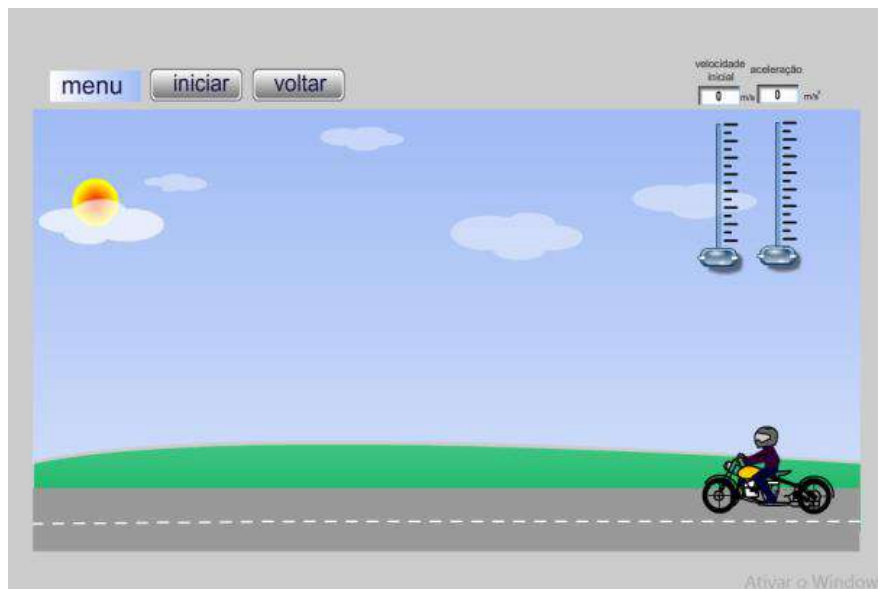 menu
iniciar
voltar
velocidade
inicial
aceleração
0 m/s
0 m/s²
Ativar o Window